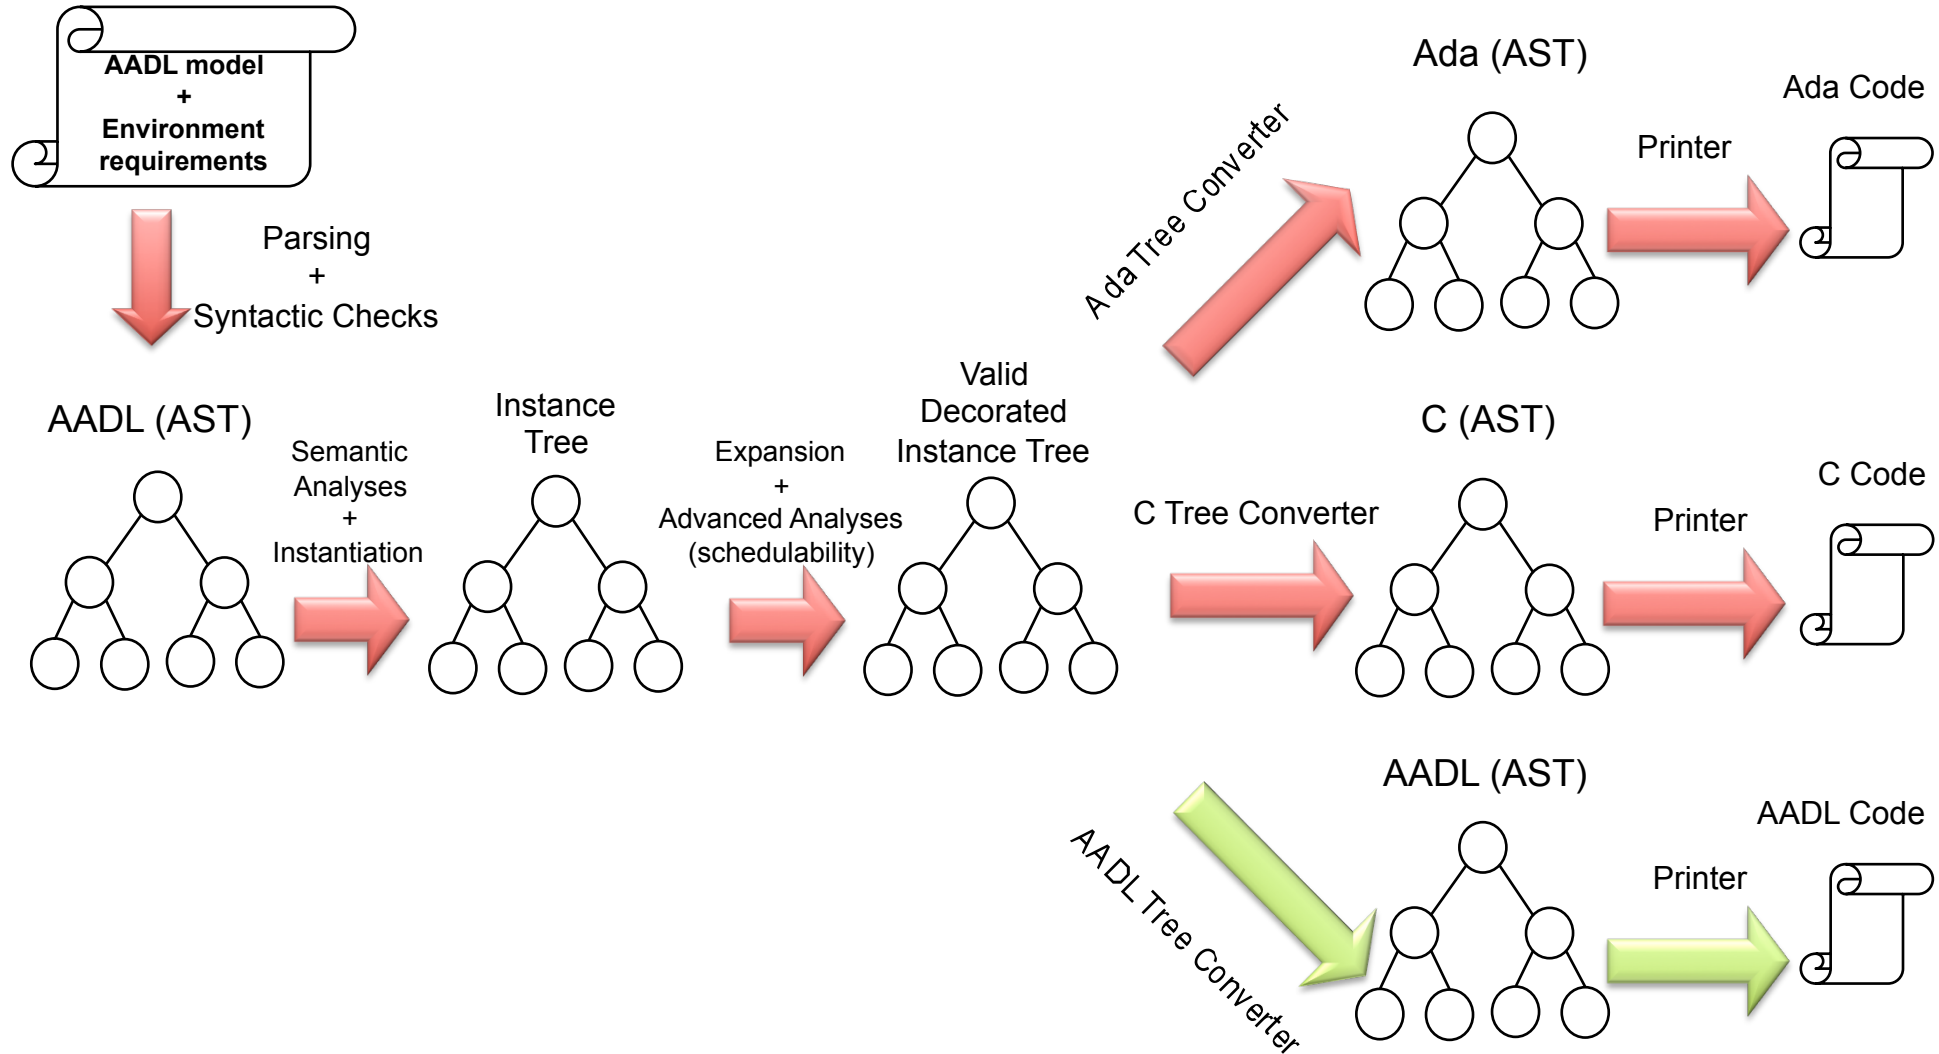 AADL model
+
Environment
requirements
Parsing
+
Syntactic Checks
AADL (AST)
Semantic
Analyses
+
Instantiation
Instance
Tree
Expansion
+
Advanced Analyses
(schedulability)
Valid
Decorated
Instance Tree
Ada Tree Converter
Ada (AST)
Printer
Ada Code
C Tree Converter
C (AST)
Printer
C Code
AADL Tree Converter
AADL (AST)
Printer
AADL Code